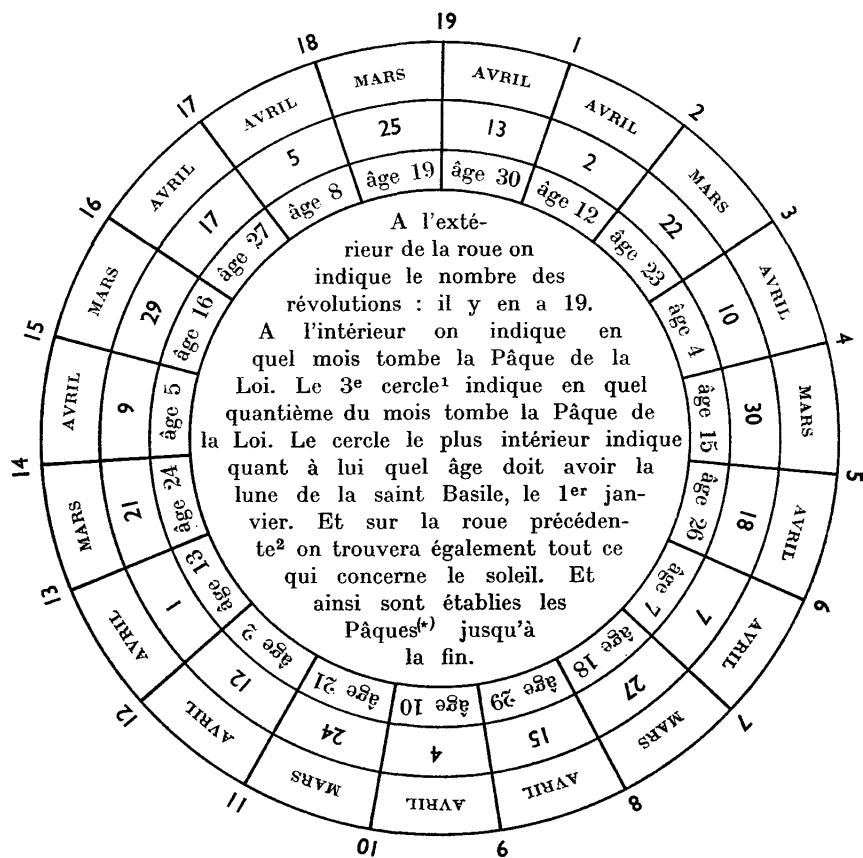 19
AVRIL
13
âge 30
1
AVRIL
2
âge 12
2
MARS
22
âge 23
3
AVRIL
10
âge 4
4
MARS
30
âge 15
5
AVRIL
18
âge 26
6
AVRIL
7
âge 7
7
MARS
27
âge 18
8
AVRIL
15
âge 29
9
AVRIL
4
âge 10
10
MARS
24
âge 21
11
AVRIL
12
âge 2
12
AVRIL
1
âge 13
13
MARS
21
âge 24
14
AVRIL
9
âge 5
15
MARS
29
âge 16
16
AVRIL
17
âge 27
17
AVRIL
5
âge 8
18
MARS
25
âge 19
A l'exté-
rieur de la roue on
indique le nombre des
révolutions : il y en a 19.
A l'intérieur on indique en
quel mois tombe la Pâque de la
Loi. Le 3e cercle¹ indique en quel
quantième du mois tombe la Pâque de
la Loi. Le cercle le plus intérieur indique
quant à lui quel âge doit avoir la
lune de la saint Basile, le 1er jan-
vier. Et sur la roue précéden-
te² on trouvera également tout ce
qui concerne le soleil. Et
ainsi sont établies les
Pâques(*) jusqu'à
la fin.